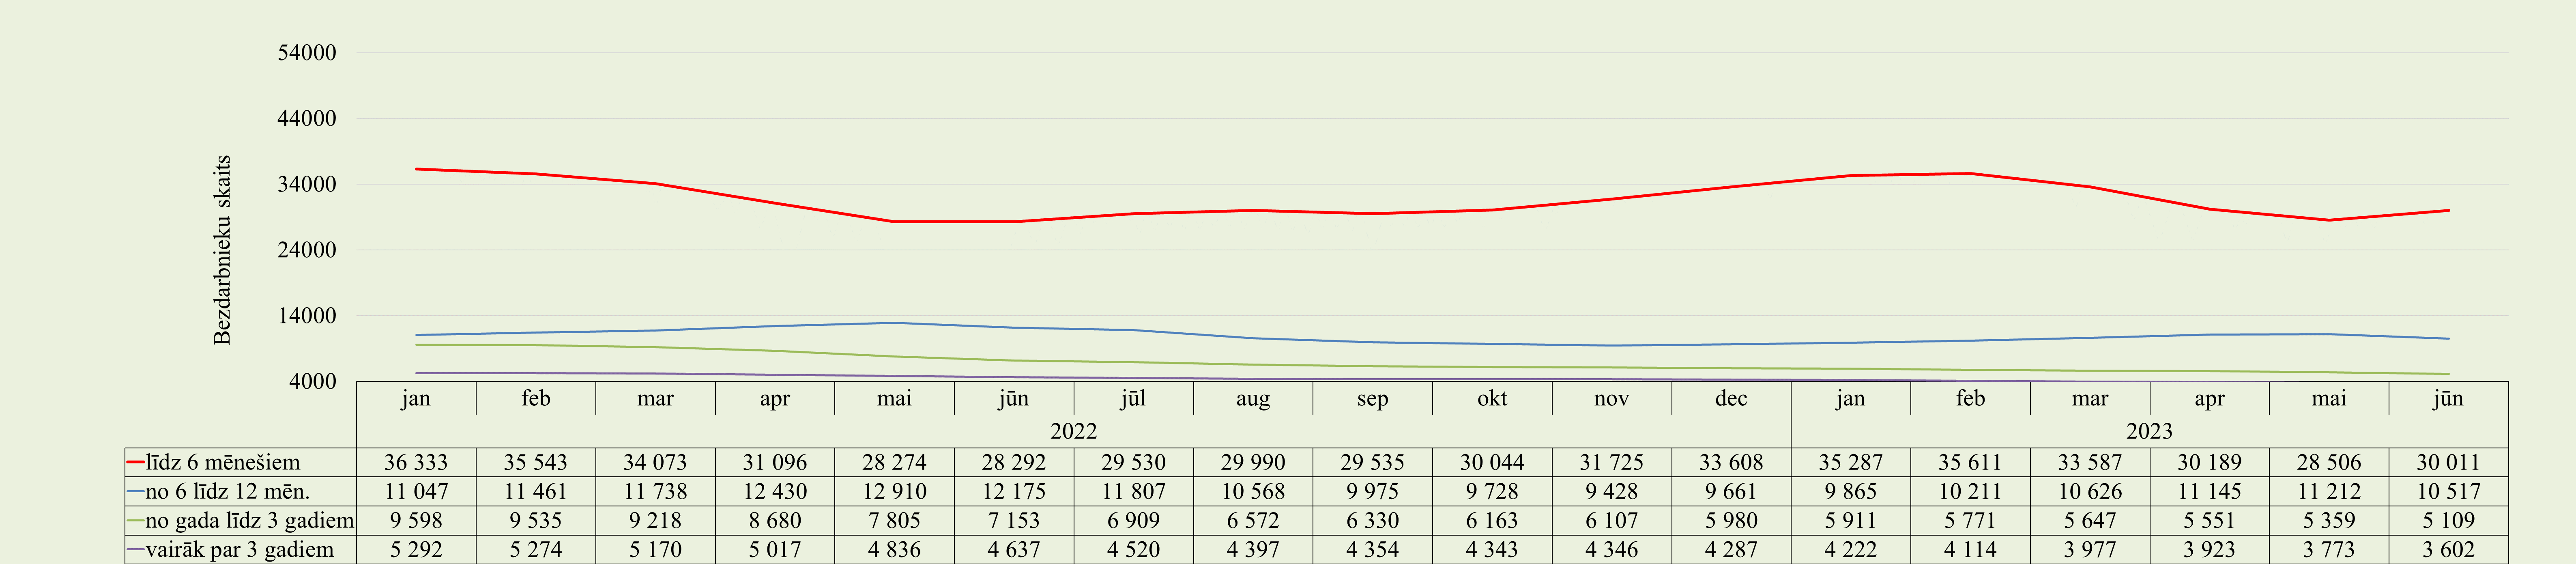 54000
44000
34000
24000
14000
4000
Bezdarbnieku skaits
jan feb mar apr mai jūn jūl aug sep okt nov dec jan feb mar apr mai jūn
2022 2023
līdz 6 mēnešiem 36 333 35 543 34 073 31 096 28 274 28 292 29 530 29 990 29 535 30 044 31 725 33 608 35 287 35 611 33 587 30 189 28 506 30 011
no 6 līdz 12 mēn. 11 047 11 461 11 738 12 430 12 910 12 175 11 807 10 568 9 975 9 728 9 428 9 661 9 865 10 211 10 626 11 145 11 212 10 517
no gada līdz 3 gadiem 9 598 9 535 9 218 8 680 7 805 7 153 6 909 6 572 6 330 6 163 6 107 5 980 5 911 5 771 5 647 5 551 5 359 5 109
vairāk par 3 gadiem 5 292 5 274 5 170 5 017 4 836 4 637 4 520 4 397 4 354 4 343 4 346 4 287 4 222 4 114 3 977 3 923 3 773 3 602